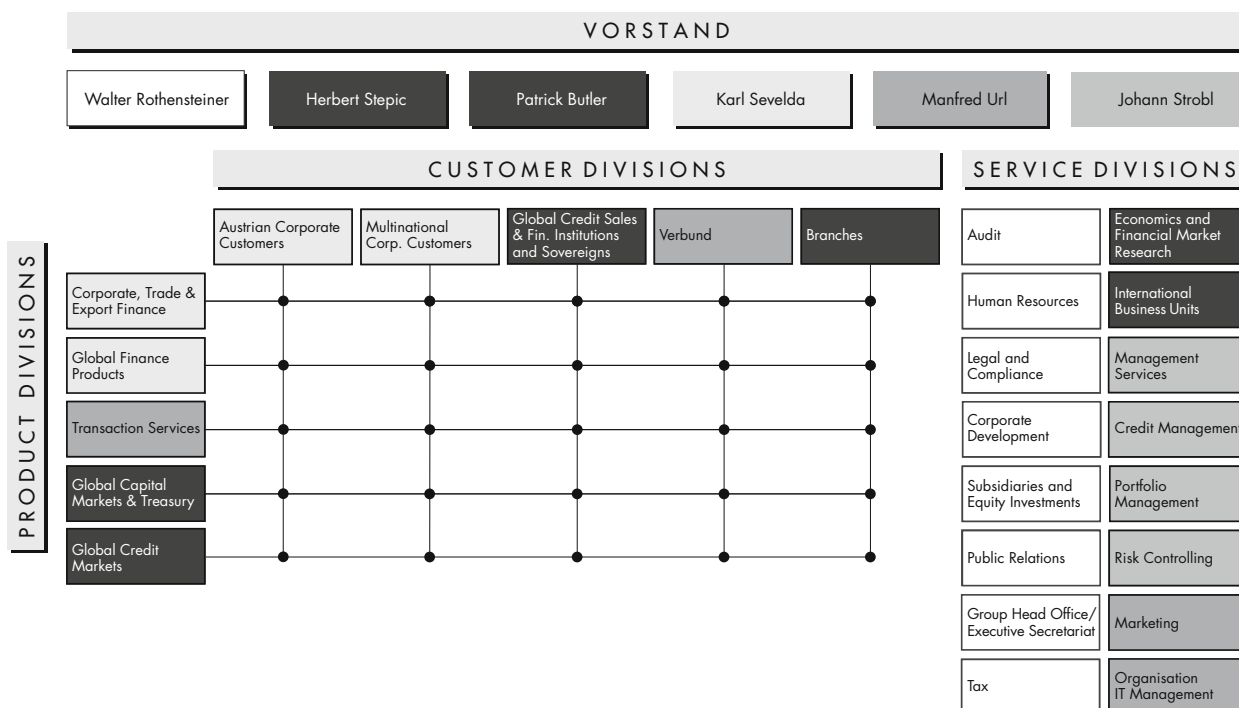 VORSTAND
Walter Rothensteiner
Herbert Stepic
Patrick Butler
Karl Sevelda
Manfred Url
Johann Strobl
CUSTOMER DIVISIONS
SERVICE DIVISIONS
Austrian Corporate
Customers
Multinational
Corp. Customers
Global Credit Sales
& Fin. Institutions
and Sovereigns
Verbund
Branches
Audit
Economics and
Financial Market
Research
PRODUCT DIVISIONS
Corporate, Trade &
Export Finance
Human Resources
International
Business Units
Global Finance
Products
Legal and
Compliance
Management
Services
Transaction Services
Corporate
Development
Credit Management
Global Capital
Markets & Treasury
Subsidiaries and
Equity Investments
Portfolio
Management
Global Credit
Markets
Public Relations
Risk Controlling
Group Head Office/
Executive Secretariat
Marketing
Tax
Organisation
IT Management